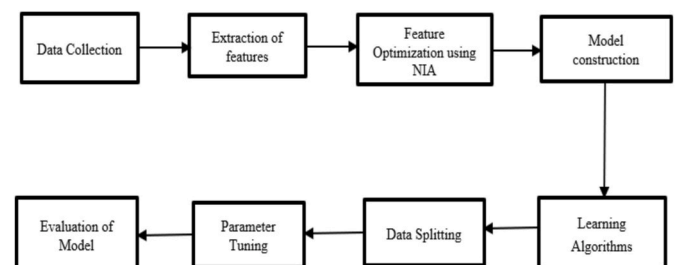 Data Collection
Extraction of
features
Feature
Optimization using
NIA
Model
construction
Learning
Algorithms
Data Splitting
Parameter
Tuning
Evaluation of
Model